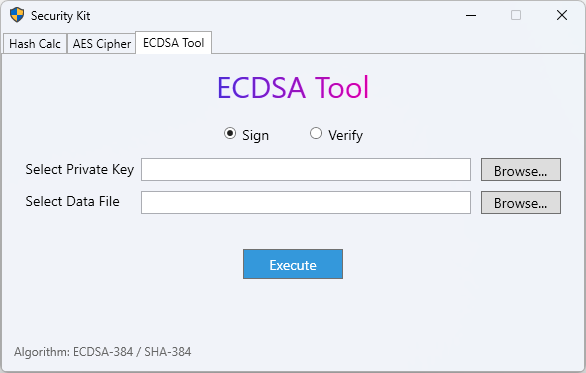 Security Kit
Hash Calc AES Cipher ECDSA Tool
ECDSA Tool
Sign Verify
Select Private Key Browse...
Select Data File Browse...
Execute
Algorithm: ECDSA-384 / SHA-384